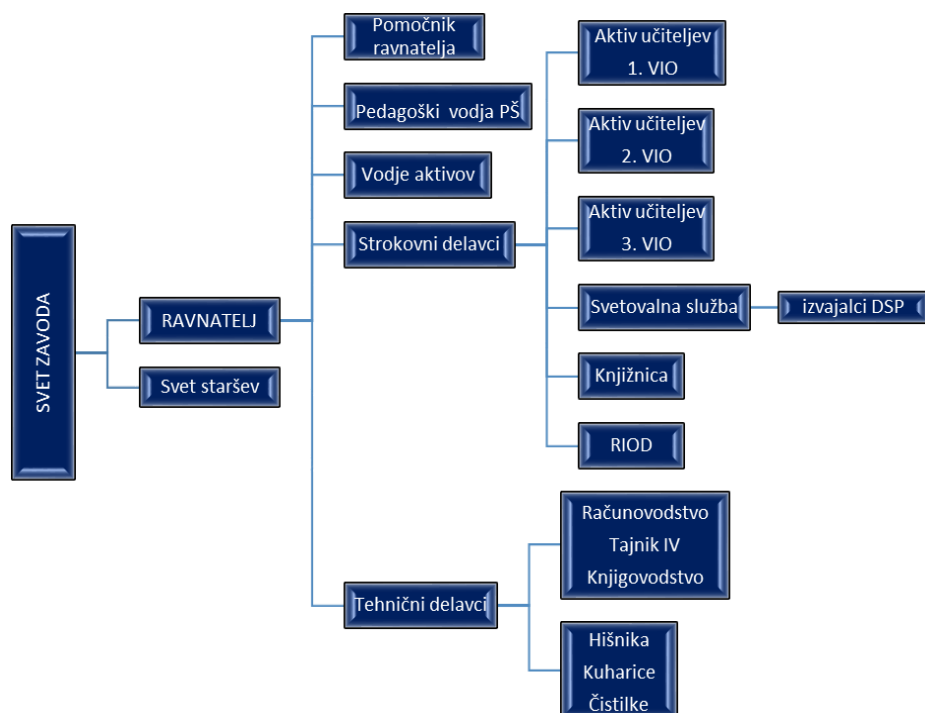 SVET ZAVODA
RAVNATELJ
Svet staršev
Pomočnik
ravnatelja
Pedagoški vodja PŠ
Vodje aktivov
Strokovni delavci
Tehnični delavci
Aktiv učiteljev
1. VIO
Aktiv učiteljev
2. VIO
Aktiv učiteljev
3. VIO
Svetovalna služba
izvajalci DSP
Knjižnica
RIOD
Računovodstvo
Tajnik IV
Knjigovodstvo
Hišnika
Kuharice
Čistilke